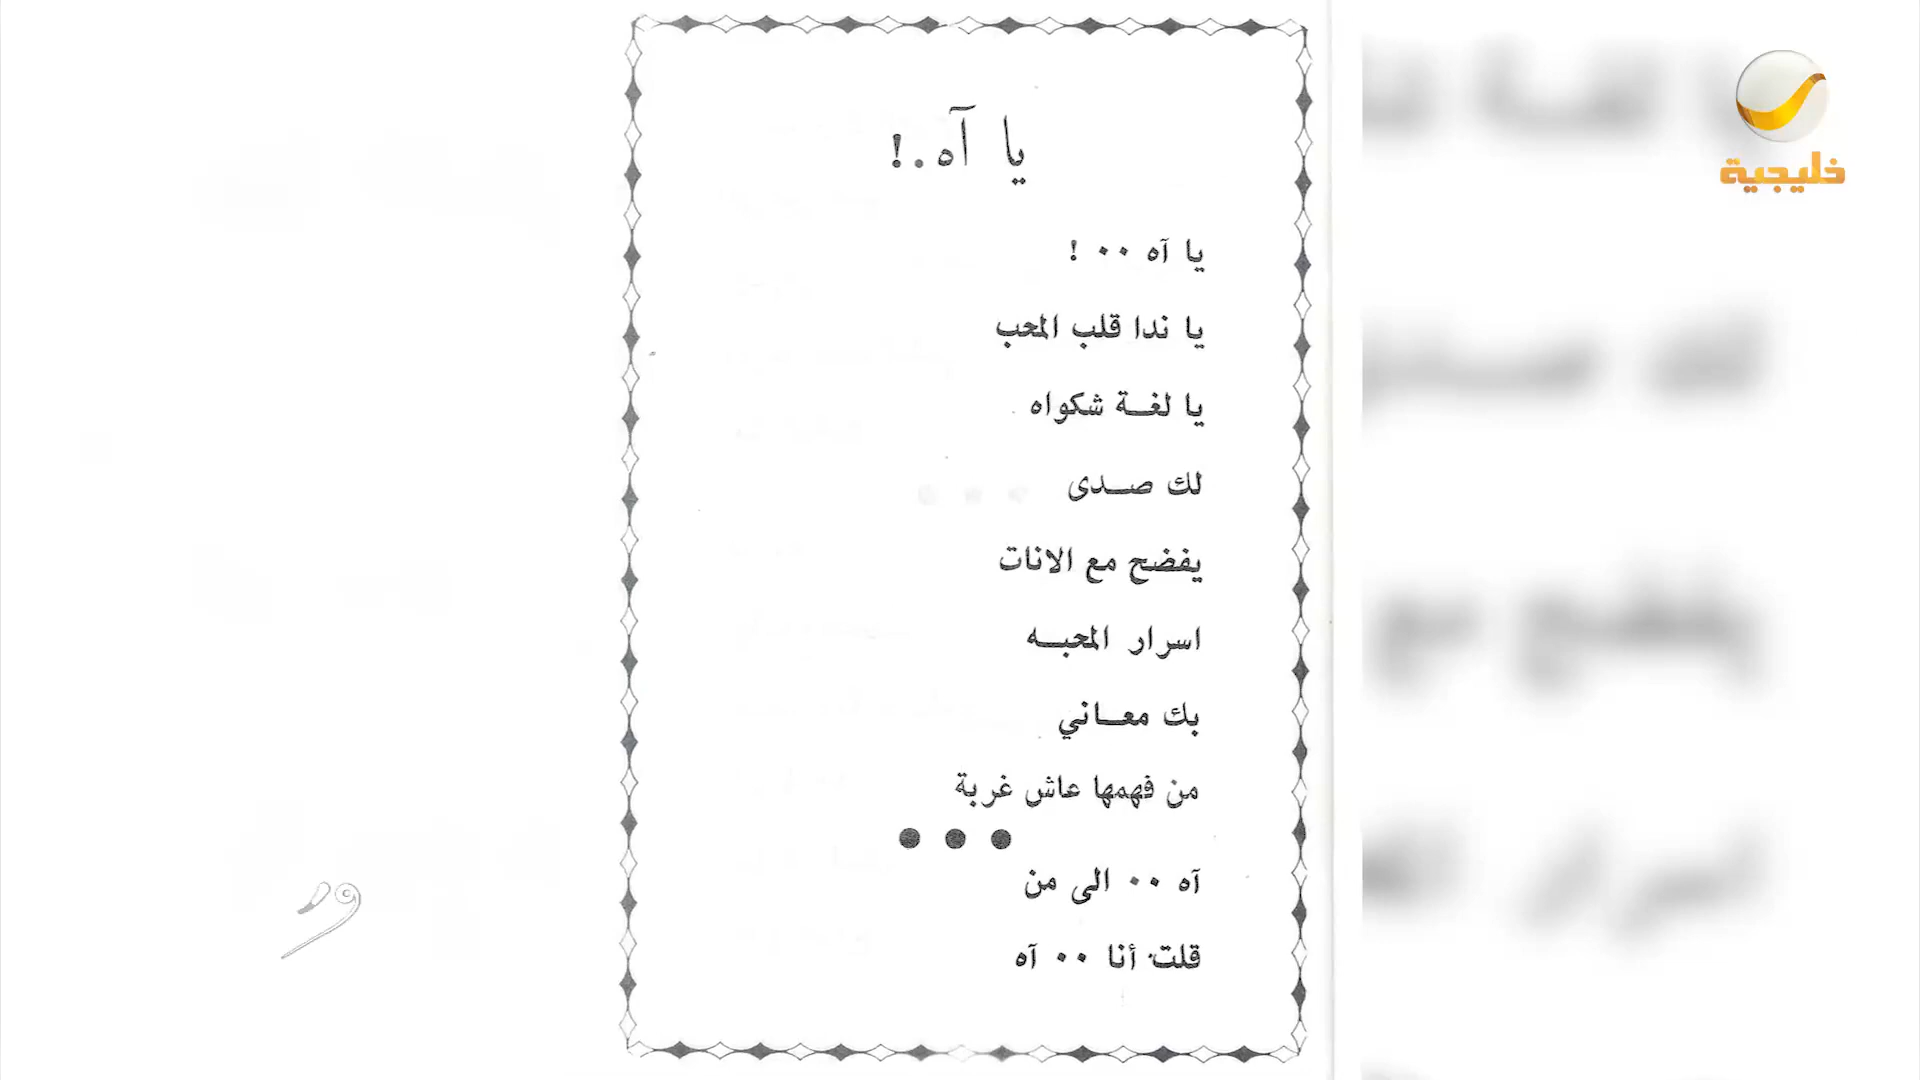 يا آه .!
يا آه ٠٠ !
يا ندا قلب المحب
يا لغـة شكواه
لك صـدى
يفضح مع الانات
اسرار المحبـه
بك معـاني
من فهمها عاش غربة
●●●
آه ٠٠ الى من
قلت أنا ٠٠ آه
خليجية